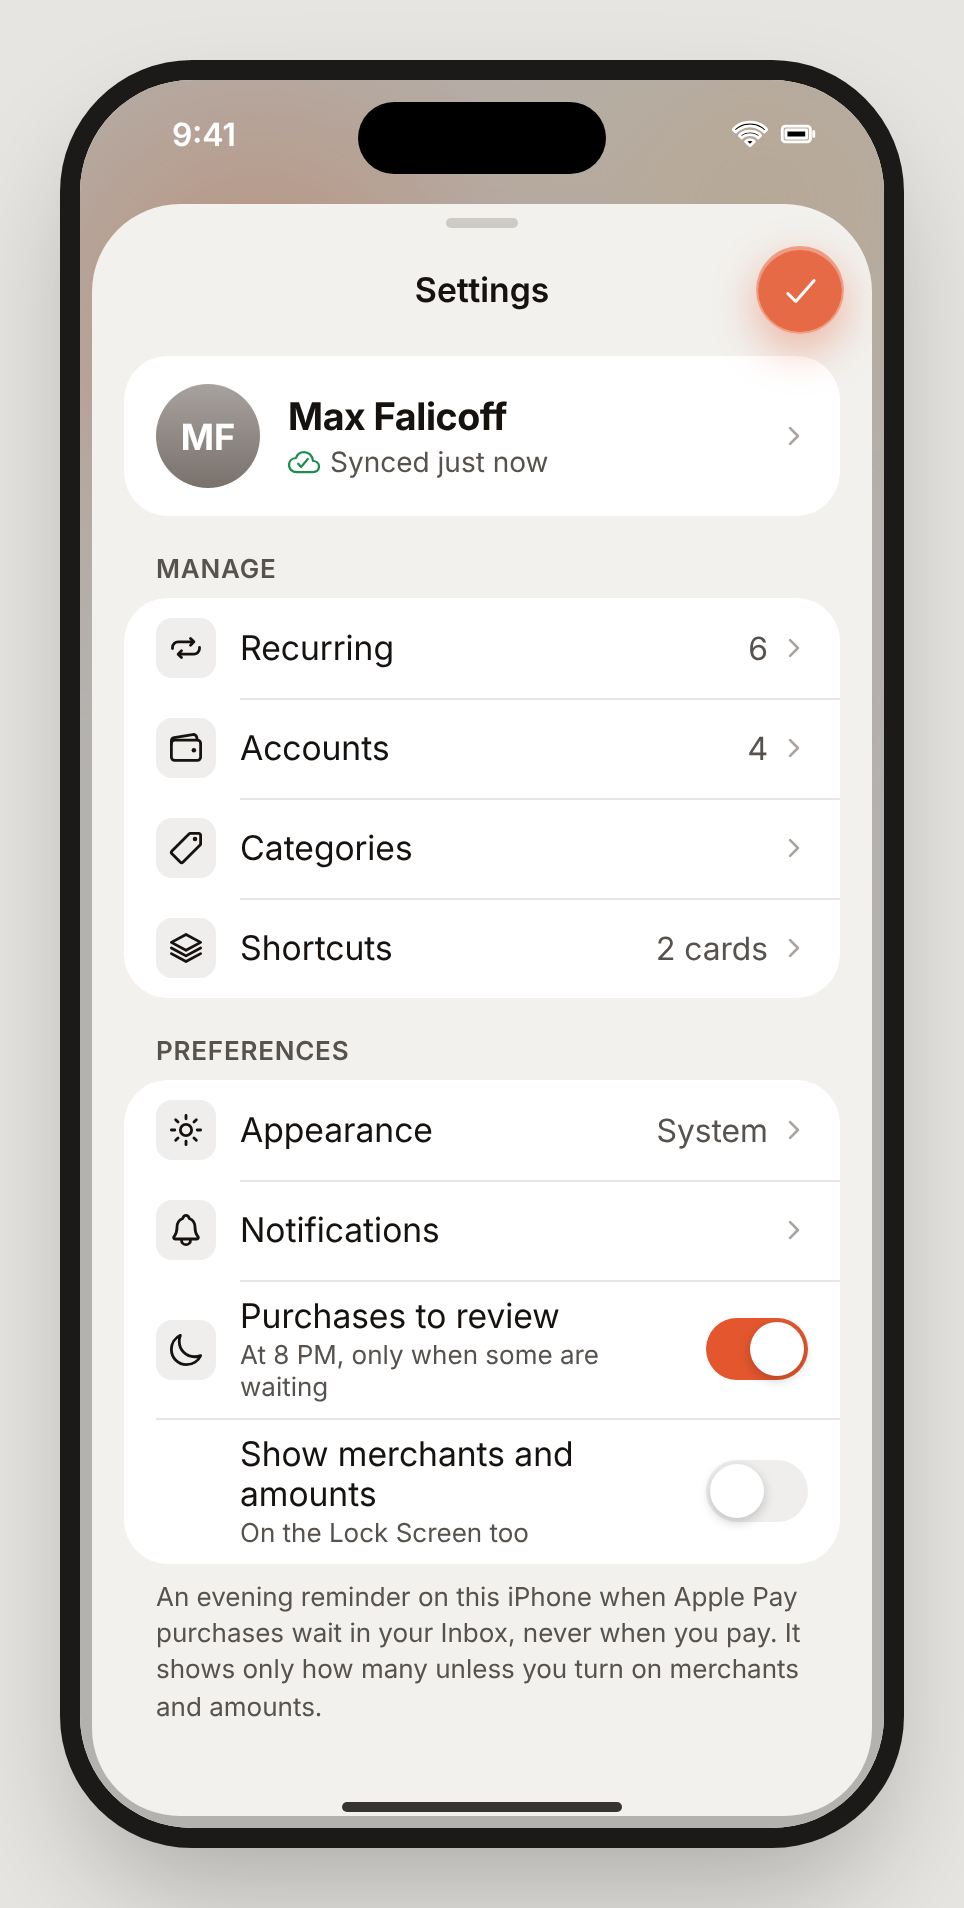 9:41
Settings
MF
Max Falicoff
Synced just now
MANAGE
Recurring 6
Accounts 4
Categories
Shortcuts 2 cards
PREFERENCES
Appearance System
Notifications
Purchases to review
At 8 PM, only when some are
waiting
Show merchants and
amounts
On the Lock Screen too
An evening reminder on this iPhone when Apple Pay
purchases wait in your Inbox, never when you pay. It
shows only how many unless you turn on merchants
and amounts.